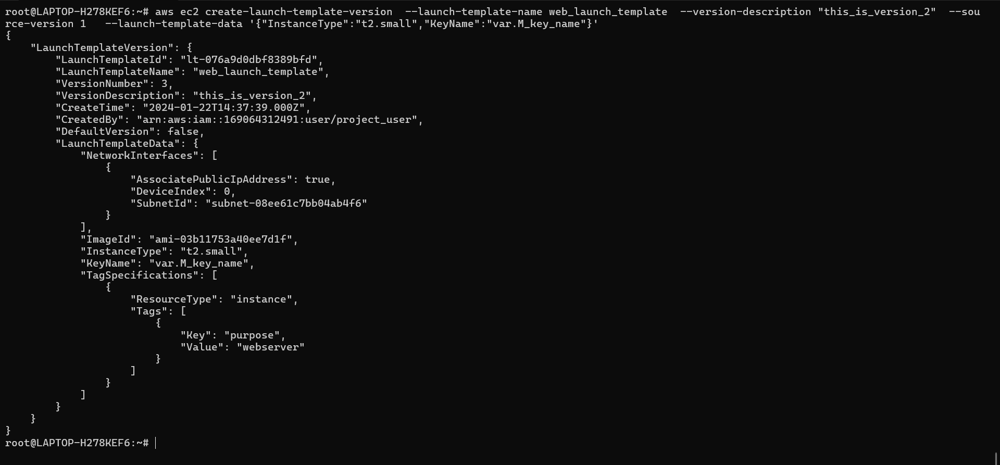 root@LAPTOP-H278KEF6:~# aws ec2 create-launch-template-version  --launch-template-name web_launch_template  --version-description "this_is_version_2"  --sou
rce-version 1   --launch-template-data '{"InstanceType":"t2.small","KeyName":"var.M_key_name"}'
{
    "LaunchTemplateVersion": {
        "LaunchTemplateId": "lt-076a9d0dbf8389bfd",
        "LaunchTemplateName": "web_launch_template",
        "VersionNumber": 3,
        "VersionDescription": "this_is_version_2",
        "CreateTime": "2024-01-22T14:37:39.000Z",
        "CreatedBy": "arn:aws:iam::169064312491:user/project_user",
        "DefaultVersion": false,
        "LaunchTemplateData": {
            "NetworkInterfaces": [
                {
                    "AssociatePublicIpAddress": true,
                    "DeviceIndex": 0,
                    "SubnetId": "subnet-08ee61c7bb04ab4f6"
                }
            ],
            "ImageId": "ami-03b11753a40ee7d1f",
            "InstanceType": "t2.small",
            "KeyName": "var.M_key_name",
            "TagSpecifications": [
                {
                    "ResourceType": "instance",
                    "Tags": [
                        {
                            "Key": "purpose",
                            "Value": "webserver"
                        }
                    ]
                }
            ]
        }
    }
}
root@LAPTOP-H278KEF6:~#